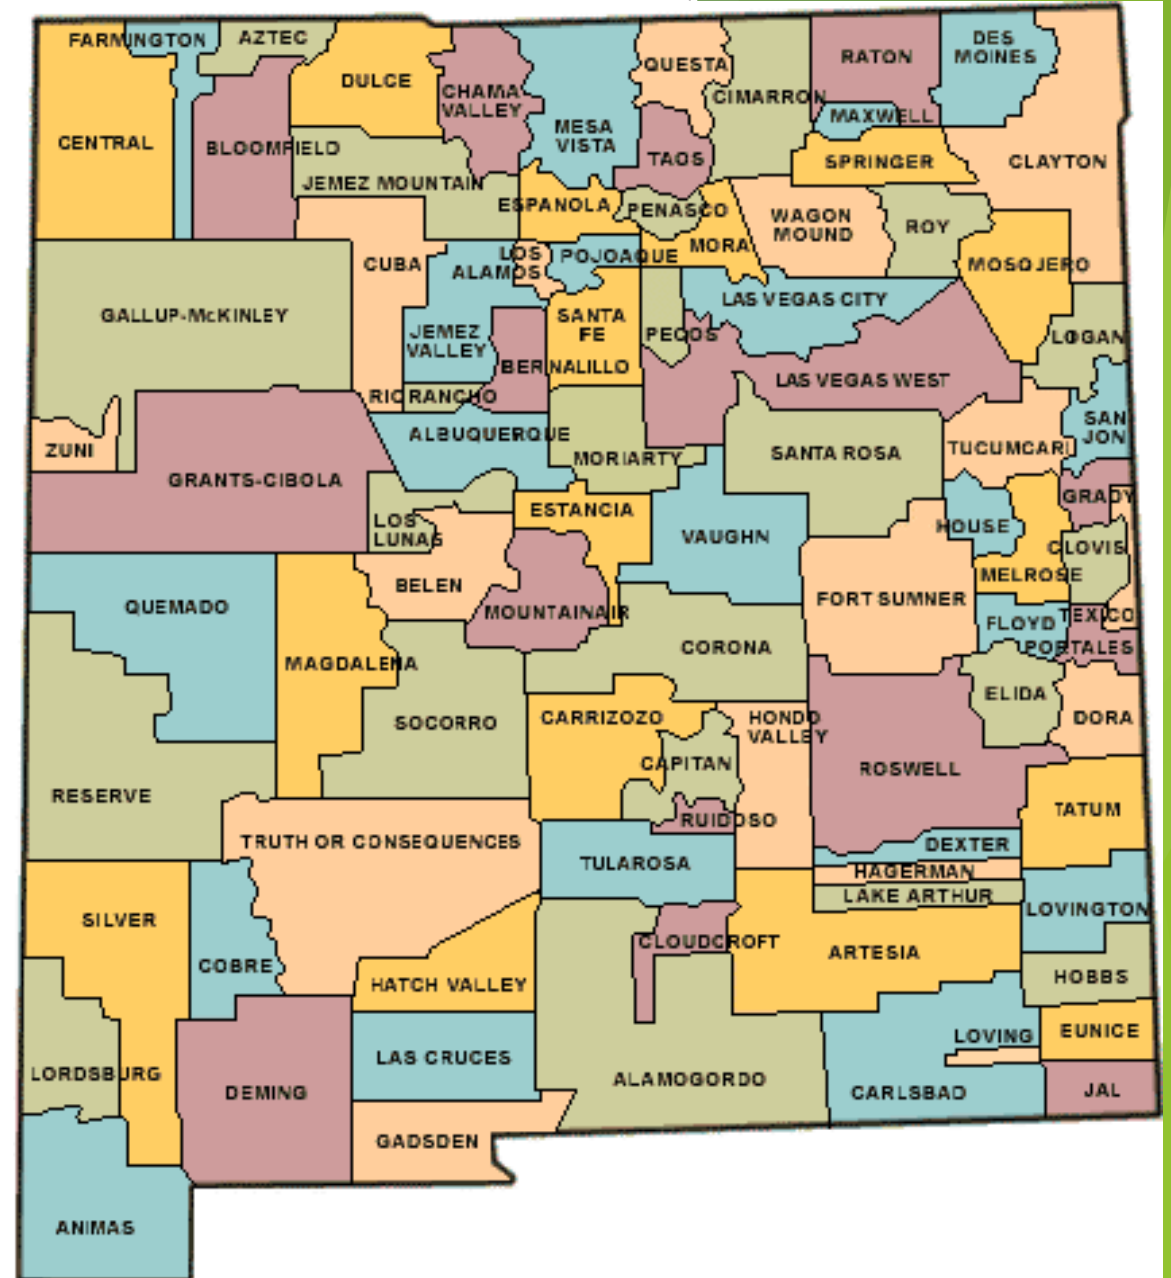 FARMINGTON
AZTEC
DULCE
CHAMA
VALLEY
MESA
VISTA
QUESTA
CIMARRON
RATON
DES
MOINES
MAXWELL
CENTRAL
BLOOMFIELD
JEMEZ MOUNTAIN
TAOS
SPRINGER
CLAYTON
ESPANOLA
PENASCO
MORA
WAGON
MOUND
ROY
MOSQJERO
CUBA
LOS
ALAMOS
POJOAQUE
GALLUP-McKINLEY
JEMEZ
VALLEY
SANTA
FE
PECOS
LAS VEGAS CITY
LOGAN
BERNALILLO
LAS VEGAS WEST
RIO RANCHO
ALBUQUERQUE
SAN
JON
ZUNI
MORIARTY
SANTA ROSA
TUCUMCARI
GRANTS-CIBOLA
GRADY
LOS
LUNAS
ESTANCIA
VAUGHN
HOUSE
CLOVIS
BELEN
MELROSE
QUEMADO
MOUNTAINAIR
FORT SUMNER
FLOYD
TEXICO
PORTALES
MAGDALENA
CORONA
ELIDA
SOCORRO
CARRIZOZO
HONDO
VALLEY
DORA
CAPITAN
ROSWELL
RESERVE
TATUM
RUIDOSO
TRUTH OR CONSEQUENCES
TULAROSA
DEXTER
HAGERMAN
LAKE ARTHUR
SILVER
LOVINGTON
CLOUDCROFT
ARTESIA
COBRE
HATCH VALLEY
HOBBS
LOVING
EUNICE
LAS CRUCES
LORDSBURG
DEMING
ALAMOGORDO
CARLSBAD
JAL
GADSDEN
ANIMAS